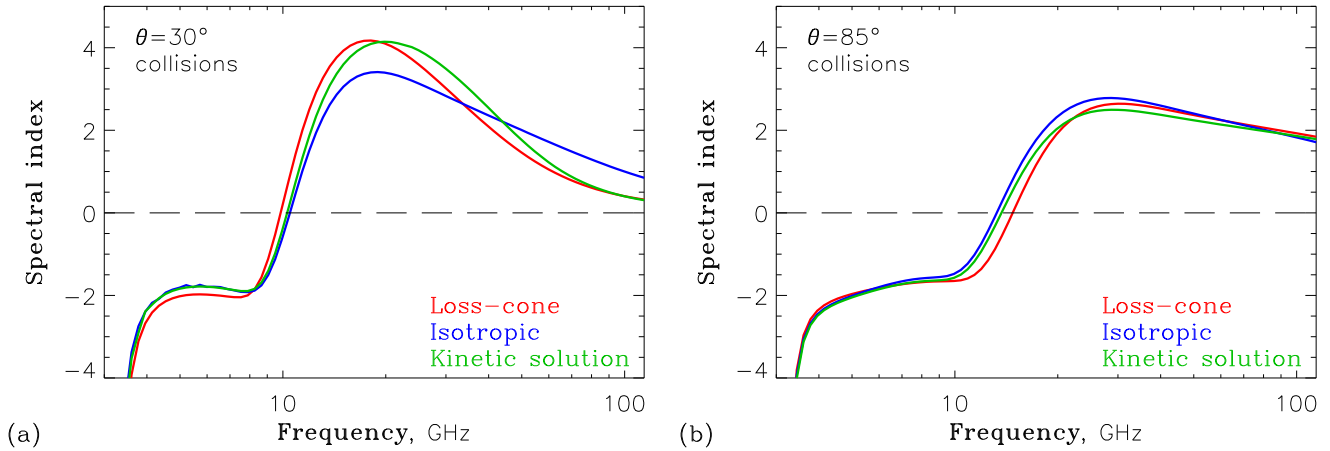 θ=30°
collisions
Spectral index
4
2
0
−2
−4
Loss−cone
Isotropic
Kinetic solution
10
100
(a)
Frequency, GHz
θ=85°
collisions
Spectral index
4
2
0
−2
−4
Loss−cone
Isotropic
Kinetic solution
10
100
(b)
Frequency, GHz